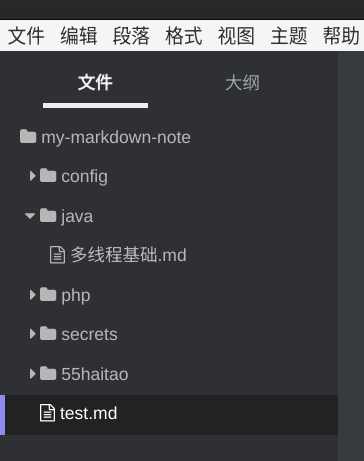 文件 编辑 段落 格式 视图 主题 帮助
文件 大纲
my-markdown-note
config
java
多线程基础.md
php
secrets
55haitao
test.md